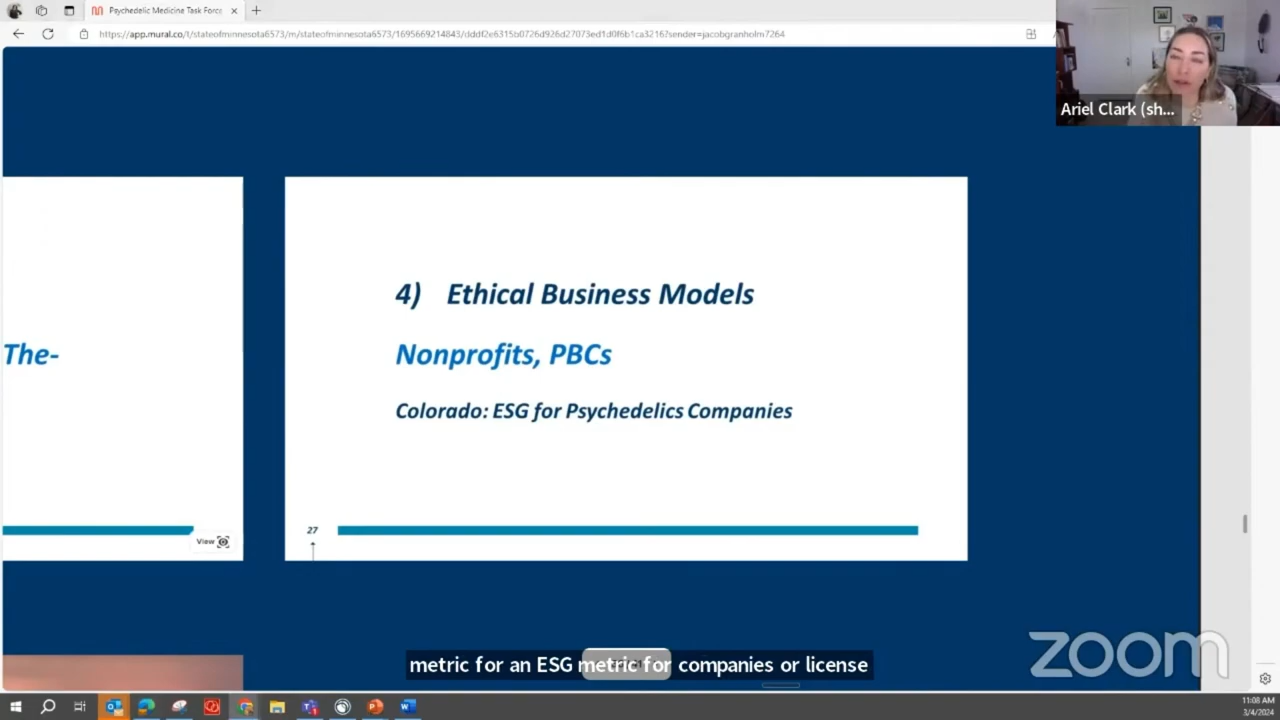 Psychedelic Medicine Task Forc
https://app.mural.co/t/stateofminnesota6573/m/stateofminnesota6573/1695669214843/dddf2e6315b0726d926d27073ed1d0f6b1ca3216?sender=jacobgranholm7264
Ariel Clark (sh...
4) Ethical Business Models
The-
Nonprofits, PBCs
Colorado: ESG for Psychedelics Companies
27
View
metric for an ESG metric for companies or license
zoom
11:08 AM
3/4/2024